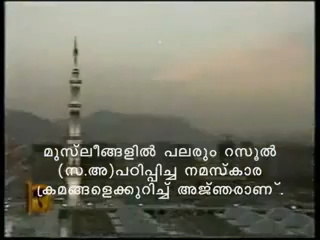 മുസ്‌ലീങ്ങളിൽ പലരും റസൂൽ
(സ.അ)പഠിപ്പിച്ച നമസ്കാര
ക്രമങ്ങളെക്കുറിച്ച് അജ്ഞരാണ്.